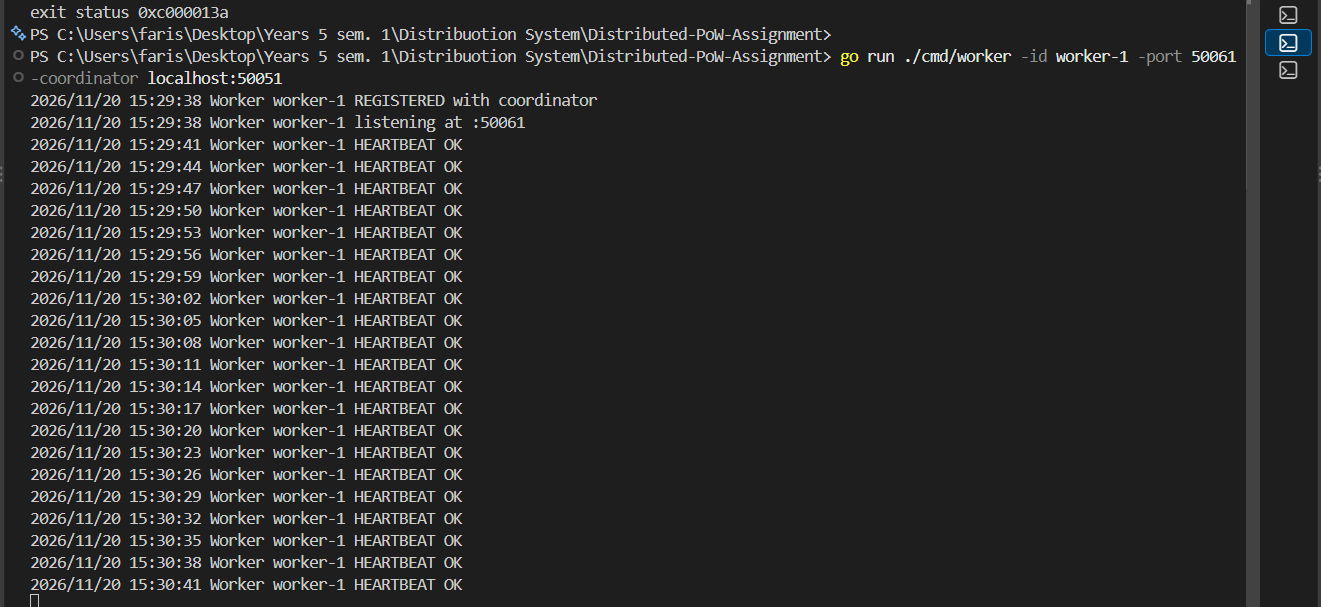 exit status 0xc000013a
PS C:\Users\faris\Desktop\Years 5 sem. 1\Distribuotion System\Distributed-PoW-Assignment>
PS C:\Users\faris\Desktop\Years 5 sem. 1\Distribuotion System\Distributed-PoW-Assignment> go run ./cmd/worker -id worker-1 -port 50061
-coordinator localhost:50051
2026/11/20 15:29:38 Worker worker-1 REGISTERED with coordinator
2026/11/20 15:29:38 Worker worker-1 listening at :50061
2026/11/20 15:29:41 Worker worker-1 HEARTBEAT OK
2026/11/20 15:29:44 Worker worker-1 HEARTBEAT OK
2026/11/20 15:29:47 Worker worker-1 HEARTBEAT OK
2026/11/20 15:29:50 Worker worker-1 HEARTBEAT OK
2026/11/20 15:29:53 Worker worker-1 HEARTBEAT OK
2026/11/20 15:29:56 Worker worker-1 HEARTBEAT OK
2026/11/20 15:29:59 Worker worker-1 HEARTBEAT OK
2026/11/20 15:30:02 Worker worker-1 HEARTBEAT OK
2026/11/20 15:30:05 Worker worker-1 HEARTBEAT OK
2026/11/20 15:30:08 Worker worker-1 HEARTBEAT OK
2026/11/20 15:30:11 Worker worker-1 HEARTBEAT OK
2026/11/20 15:30:14 Worker worker-1 HEARTBEAT OK
2026/11/20 15:30:17 Worker worker-1 HEARTBEAT OK
2026/11/20 15:30:20 Worker worker-1 HEARTBEAT OK
2026/11/20 15:30:23 Worker worker-1 HEARTBEAT OK
2026/11/20 15:30:26 Worker worker-1 HEARTBEAT OK
2026/11/20 15:30:29 Worker worker-1 HEARTBEAT OK
2026/11/20 15:30:32 Worker worker-1 HEARTBEAT OK
2026/11/20 15:30:35 Worker worker-1 HEARTBEAT OK
2026/11/20 15:30:38 Worker worker-1 HEARTBEAT OK
2026/11/20 15:30:41 Worker worker-1 HEARTBEAT OK